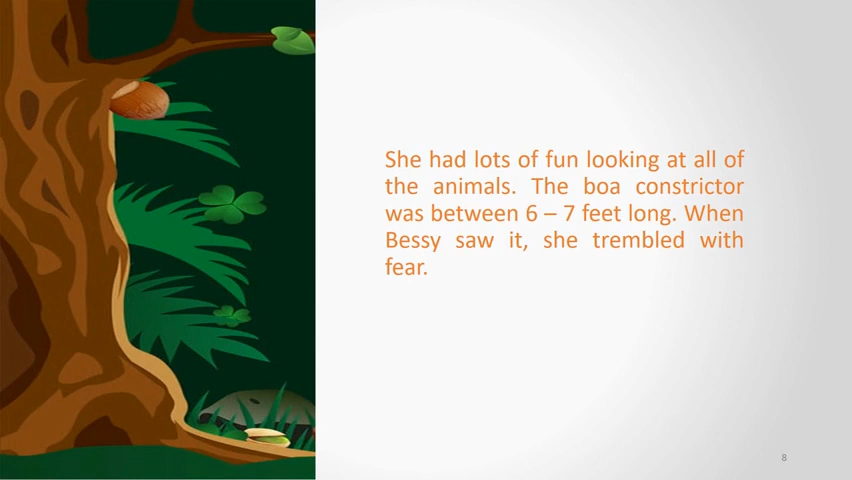 She had lots of fun looking at all of
the animals. The boa constrictor
was between 6 – 7 feet long. When
Bessy saw it, she trembled with
fear.
8